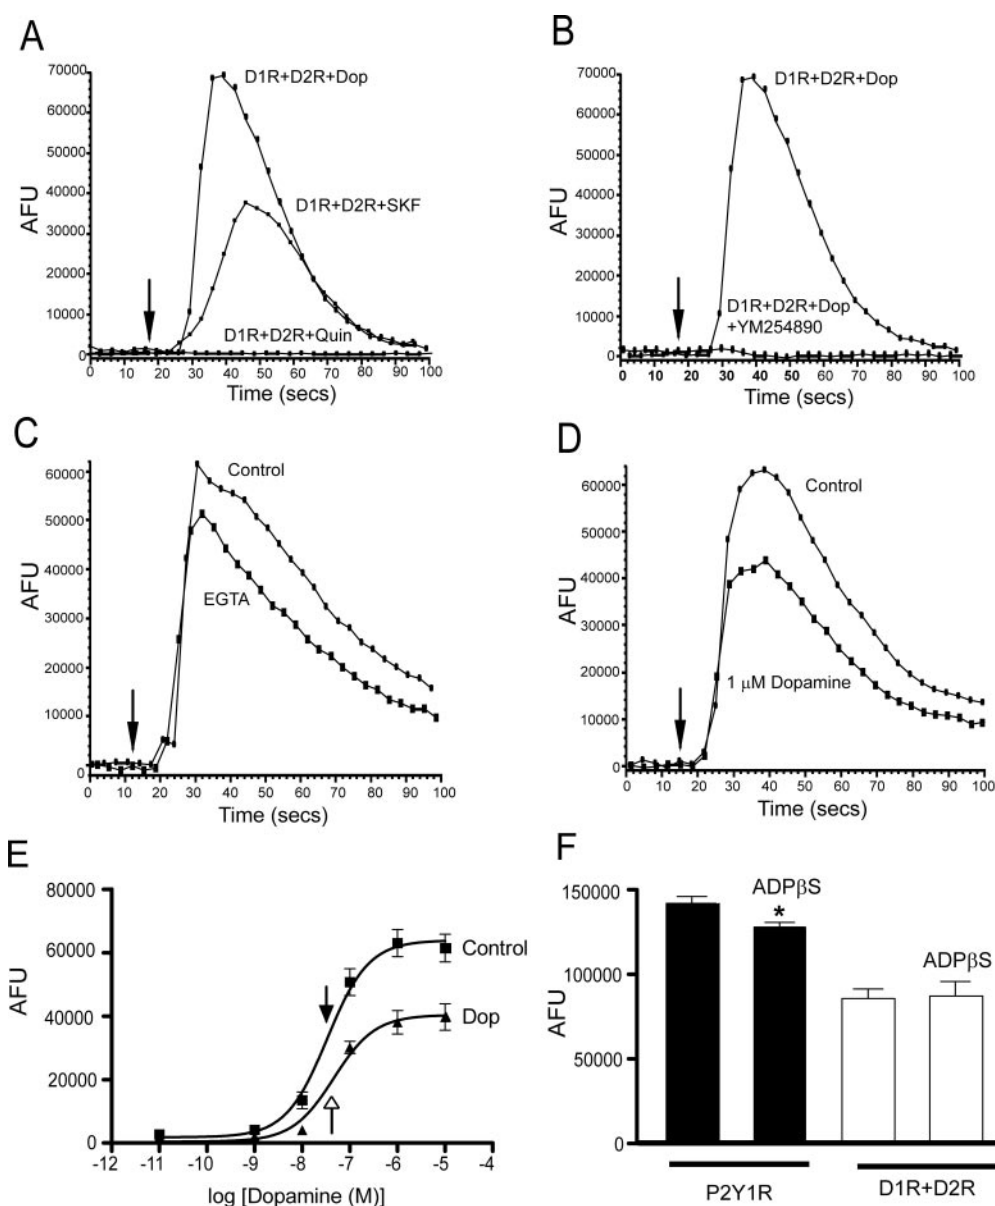 A
70000
60000
50000
40000
30000
20000
10000
0
AFU
D1R+D2R+Dop
D1R+D2R+SKF
D1R+D2R+Quin
0 10 20 30 40 50 60 70 80 90 100
Time (secs)
B
70000
60000
50000
40000
30000
20000
10000
0
AFU
D1R+D2R+Dop
D1R+D2R+Dop
+YM254890
0 10 20 30 40 50 60 70 80 90 100
Time (secs)
C
60000
50000
40000
30000
20000
10000
0
AFU
Control
EGTA
0 10 20 30 40 50 60 70 80 90 100
Time (secs)
D
60000
50000
40000
30000
20000
10000
0
AFU
Control
1 μM Dopamine
0 10 20 30 40 50 60 70 80 90 100
Time (secs)
E
80000
60000
40000
20000
0
AFU
Control
Dop
-12 -11 -10 -9 -8 -7 -6 -5 -4
log [Dopamine (M)]
F
150000
100000
50000
0
AFU
ADPβS
*
ADPβS
P2Y1R D1R+D2R